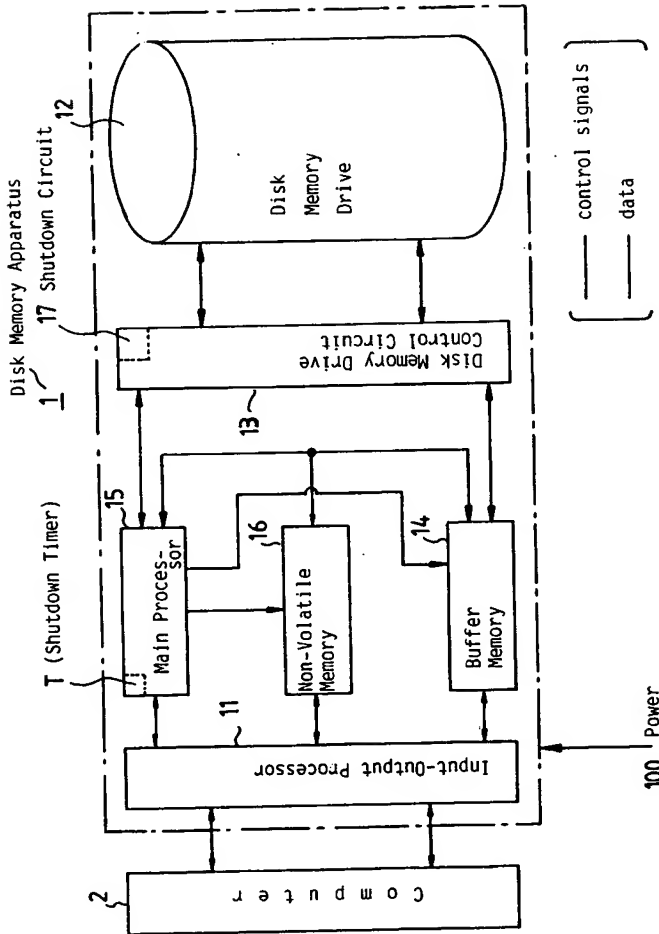 Disk Memory Apparatus
1
17 Shutdown Circuit
12
Disk
Memory
Drive
Disk Memory Drive
Control Circuit
13
T (Shutdown Timer)
15
Main Proces-
sor
16
Non-Volatile
Memory
14
Buffer
Memory
11
Input-Output Processor
2
Computer
100 Power
control signals
data